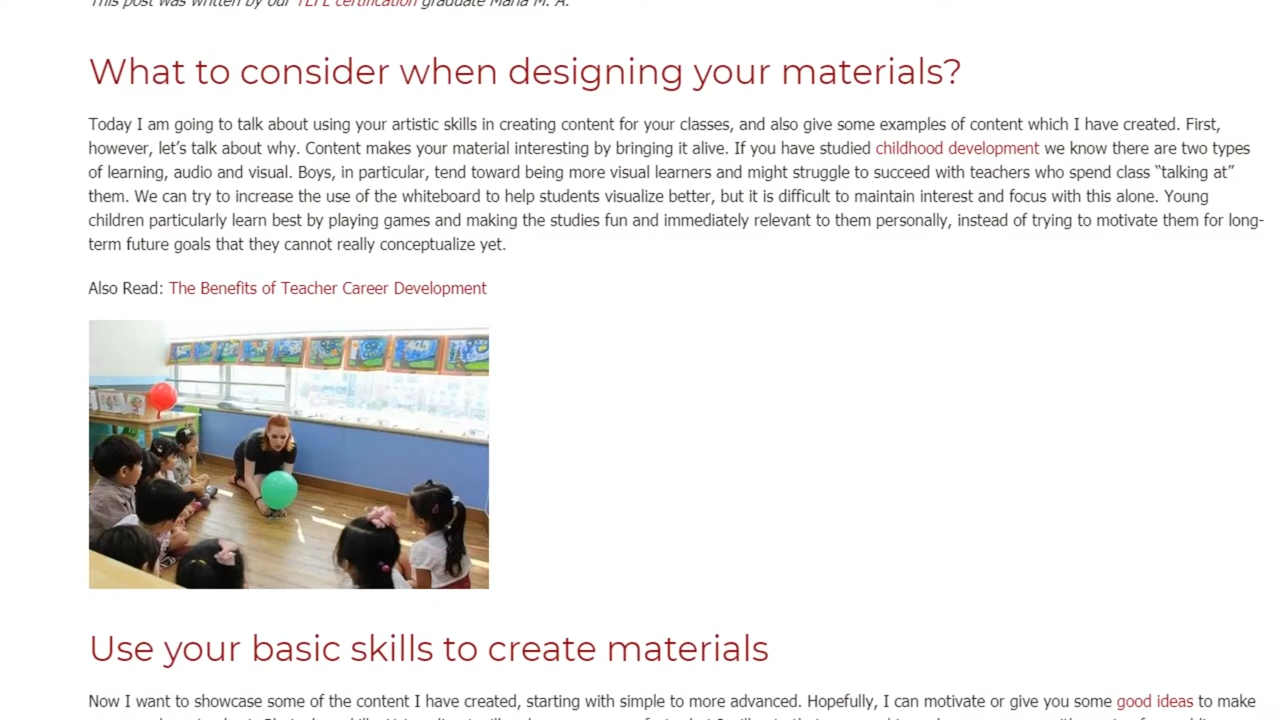 This post was written by our TEFL certification graduate Maria M. A.
What to consider when designing your materials?
Today I am going to talk about using your artistic skills in creating content for your classes, and also give some examples of content which I have created. First,
however, let’s talk about why. Content makes your material interesting by bringing it alive. If you have studied childhood development we know there are two types
of learning, audio and visual. Boys, in particular, tend toward being more visual learners and might struggle to succeed with teachers who spend class “talking at”
them. We can try to increase the use of the whiteboard to help students visualize better, but it is difficult to maintain interest and focus with this alone. Young
children particularly learn best by playing games and making the studies fun and immediately relevant to them personally, instead of trying to motivate them for long-
term future goals that they cannot really conceptualize yet.
Also Read: The Benefits of Teacher Career Development
Use your basic skills to create materials
Now I want to showcase some of the content I have created, starting with simple to more advanced. Hopefully, I can motivate or give you some good ideas to make